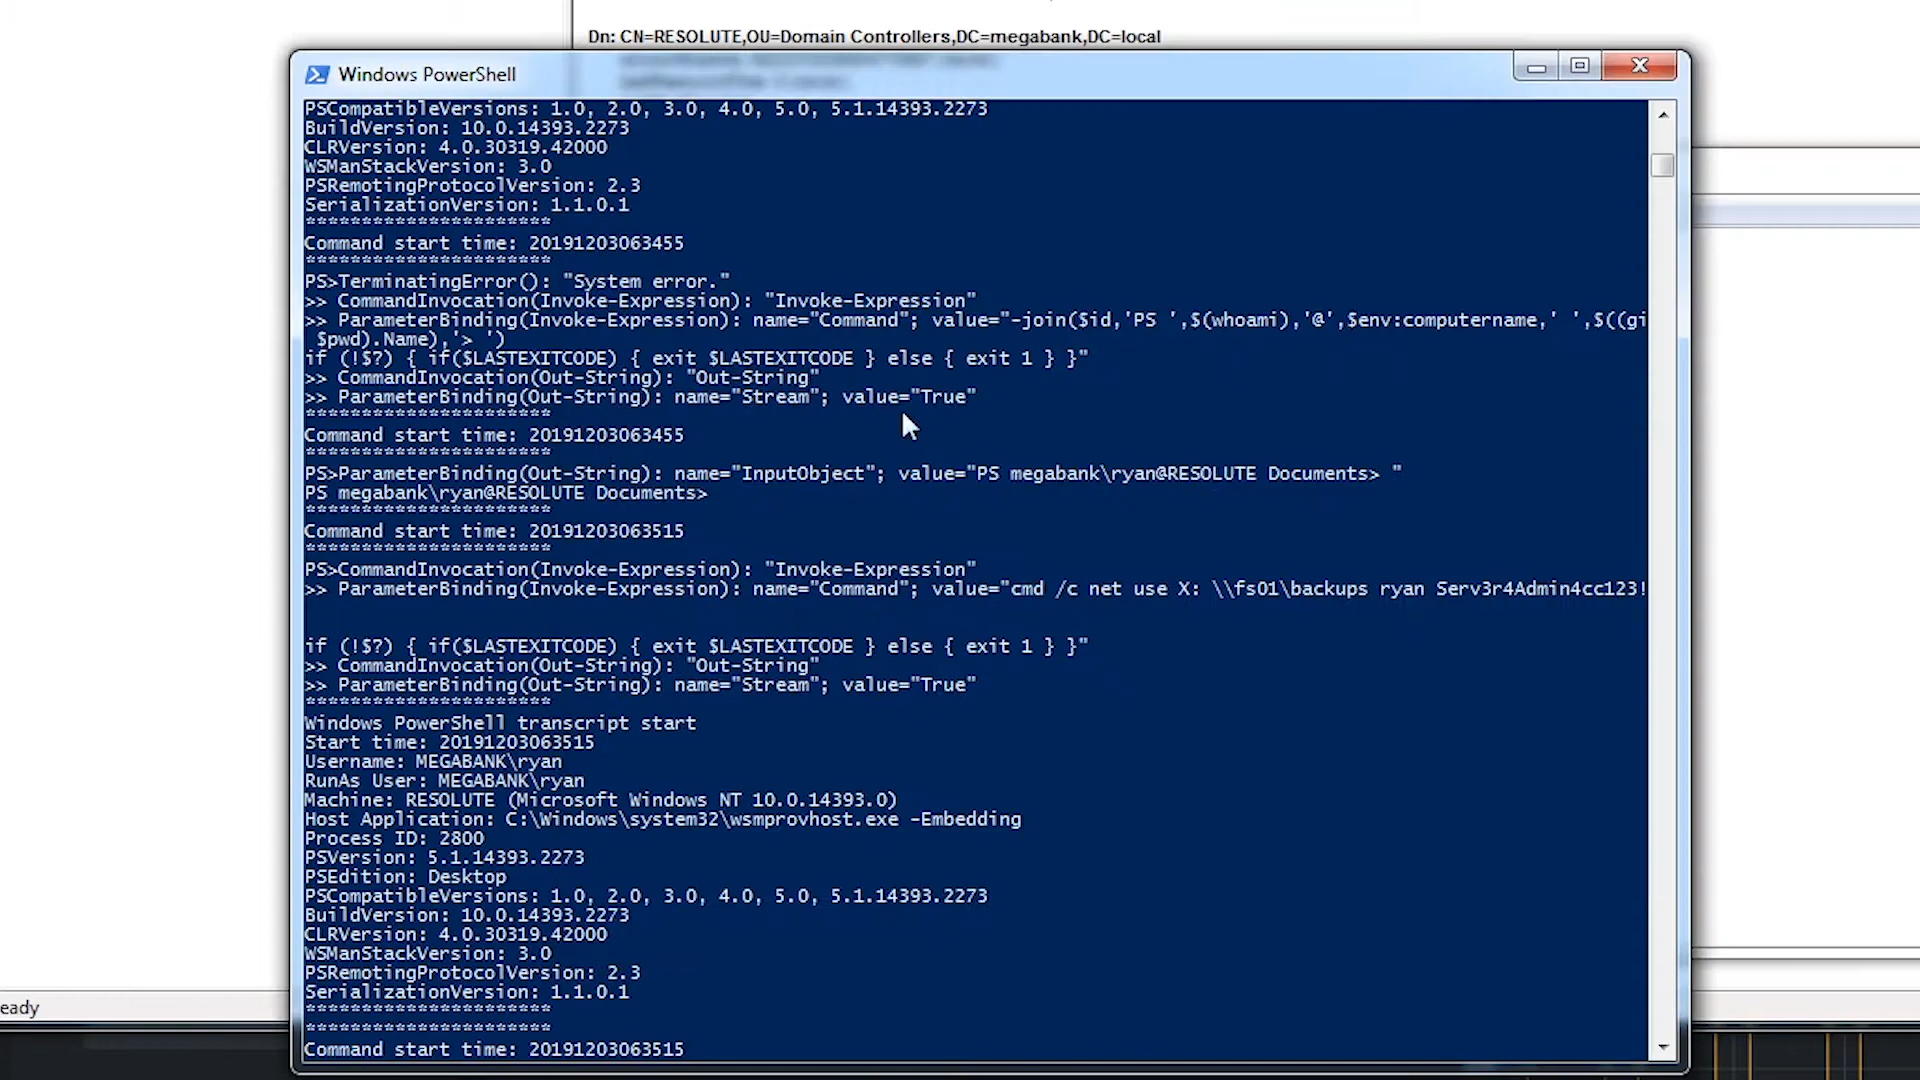 Dn: CN=RESOLUTE,OU=Domain Controllers,DC=megabank,DC=local
Windows PowerShell
PSCompatibleVersions: 1.0, 2.0, 3.0, 4.0, 5.0, 5.1.14393.2273
BuildVersion: 10.0.14393.2273
CLRVersion: 4.0.30319.42000
WSManStackVersion: 3.0
PSRemotingProtocolVersion: 2.3
SerializationVersion: 1.1.0.1
**********************
Command start time: 20191203063455
**********************
PS>TerminatingError(): "System error."
>> CommandInvocation(Invoke-Expression): "Invoke-Expression"
>> ParameterBinding(Invoke-Expression): name="Command"; value="-join($id,'PS ',$(whoami),'@',$env:computername,' ',$((gi
 $pwd).Name),'> ')
if (!$?) { if($LASTEXITCODE) { exit $LASTEXITCODE } else { exit 1 } }"
>> CommandInvocation(Out-String): "Out-String"
>> ParameterBinding(Out-String): name="Stream"; value="True"
**********************
Command start time: 20191203063455
**********************
PS>ParameterBinding(Out-String): name="InputObject"; value="PS megabank\ryan@RESOLUTE Documents> "
PS megabank\ryan@RESOLUTE Documents>
**********************
Command start time: 20191203063515
**********************
PS>CommandInvocation(Invoke-Expression): "Invoke-Expression"
>> ParameterBinding(Invoke-Expression): name="Command"; value="cmd /c net use X: \\fs01\backups ryan Serv3r4Admin4cc123!
if (!$?) { if($LASTEXITCODE) { exit $LASTEXITCODE } else { exit 1 } }"
>> CommandInvocation(Out-String): "Out-String"
>> ParameterBinding(Out-String): name="Stream"; value="True"
**********************
Windows PowerShell transcript start
Start time: 20191203063515
Username: MEGABANK\ryan
RunAs User: MEGABANK\ryan
Machine: RESOLUTE (Microsoft Windows NT 10.0.14393.0)
Host Application: C:\Windows\system32\wsmprovhost.exe -Embedding
Process ID: 2800
PSVersion: 5.1.14393.2273
PSEdition: Desktop
PSCompatibleVersions: 1.0, 2.0, 3.0, 4.0, 5.0, 5.1.14393.2273
BuildVersion: 10.0.14393.2273
CLRVersion: 4.0.30319.42000
WSManStackVersion: 3.0
PSRemotingProtocolVersion: 2.3
SerializationVersion: 1.1.0.1
**********************
**********************
Command start time: 20191203063515
eady